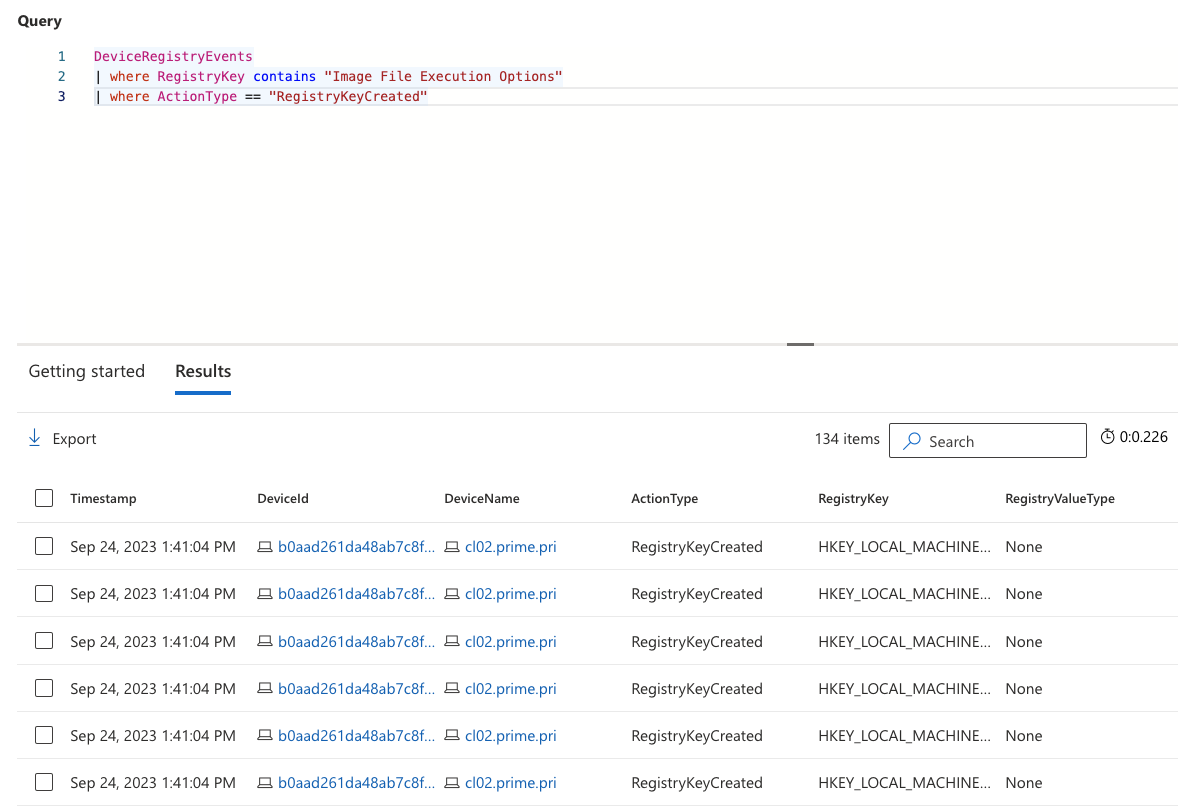 Query
1 DeviceRegistryEvents
2 | where RegistryKey contains "Image File Execution Options"
3 | where ActionType == "RegistryKeyCreated"
Getting started Results
Export 134 items Search 0:0.226
Timestamp DeviceId DeviceName ActionType RegistryKey RegistryValueType
Sep 24, 2023 1:41:04 PM b0aad261da48ab7c8f... cl02.prime.pri RegistryKeyCreated HKEY_LOCAL_MACHINE... None
Sep 24, 2023 1:41:04 PM b0aad261da48ab7c8f... cl02.prime.pri RegistryKeyCreated HKEY_LOCAL_MACHINE... None
Sep 24, 2023 1:41:04 PM b0aad261da48ab7c8f... cl02.prime.pri RegistryKeyCreated HKEY_LOCAL_MACHINE... None
Sep 24, 2023 1:41:04 PM b0aad261da48ab7c8f... cl02.prime.pri RegistryKeyCreated HKEY_LOCAL_MACHINE... None
Sep 24, 2023 1:41:04 PM b0aad261da48ab7c8f... cl02.prime.pri RegistryKeyCreated HKEY_LOCAL_MACHINE... None
Sep 24, 2023 1:41:04 PM b0aad261da48ab7c8f... cl02.prime.pri RegistryKeyCreated HKEY_LOCAL_MACHINE... None